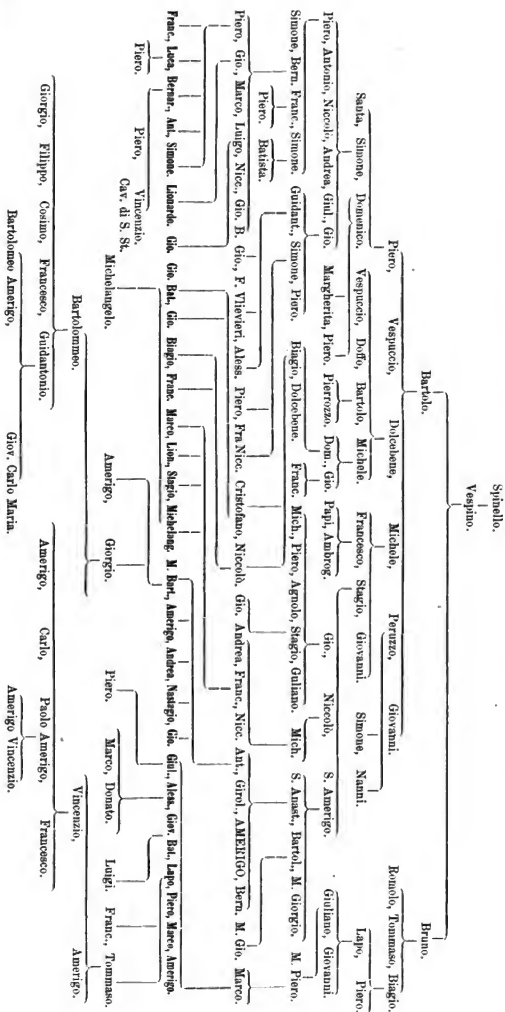 Spinello.
Vespino.
Bartolo. Bruno.
Piero, Vespuccio, Dolcebene, Michele, Peruzzo, Giovanni. Romolo, Tommaso, Biagio.
Santa, Simone, Domenico. Vespuccio, Doffo, Bartolo, Michele. Francesco, Stagio, Giovanni. Simone, Nanni. Lapo, Piero.
Piero, Antonio, Niccolo, Andrea, Giul., Gio. Margherita, Piero. Pierozzo. Dom., Gio. Papi, Ambrog. Gio., Niccolò, S. Amerigo. Giuliano, Giovanni.
Simone, Bern. Franc., Simone. Guidant., Simone, Piero. Biagio, Dolcebene. Franc. Mich., Piero, Agnolo, Stagio, Guliano. Mich. S. Anast., Bartol., M. Giorgio, M. Piero.
Piero. Batista.
Piero, Gio., Marco, Luigo, Nicc., Gio. B. Gio., F. Vlievieri, Aless. Piero, Fra Nicc. Cristofano, Niccolò. Gio. Andrea, Franc., Nicc. Ant., Girol., AMERIGO, Bern. M. Gio. Marco.
Franc., Luca, Bernar., Ant., Simone. Lionardo. Gio. Gio. Bat., Gio. Biagio, Franc. Marco, Lion., Stagio, Michelang. M. Bart., Amerigo, Andrea, Nastagio, Gio. Giul., Aless., Giov. Bat., Lapo, Piero, Marco, Amerigo.
Piero. Piero, Vincenzio. Michelangelo. Amerigo, Giorgio. Piero. Marco, Donato. Luigi. Franc., Tommaso.
Cav. di S. St.
Bartolommeo. Vincenzio, Amerigo.
Giorgio, Filippo, Cosimo, Francesco, Guidantonio. Amerigo, Carlo, Paolo Amerigo, Francesco.
Bartolomeo Amerigo, Giov. Carlo Maria. Amerigo Vincenzio.